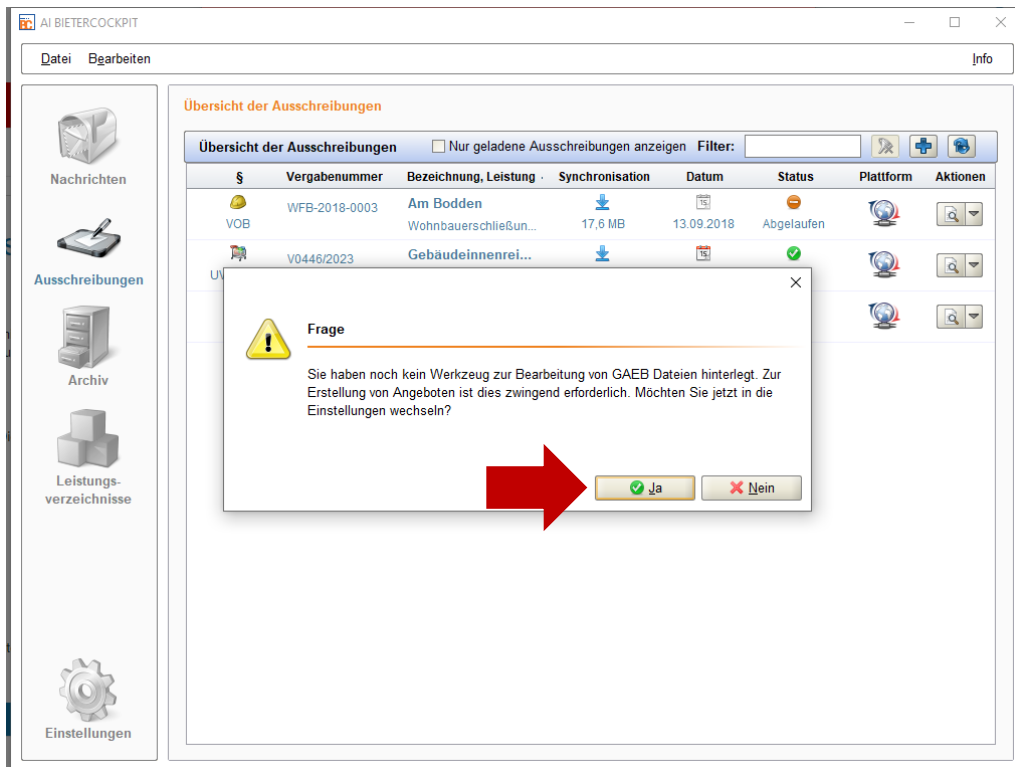 AI BIETERCOCKPIT
Datei Bearbeiten Info
Nachrichten
Ausschreibungen
Archiv
Leistungs-
verzeichnisse
Einstellungen
Übersicht der Ausschreibungen
Übersicht der Ausschreibungen Nur geladene Ausschreibungen anzeigen Filter:
§ Vergabenummer Bezeichnung, Leistung Synchronisation Datum Status Plattform Aktionen
VOB WFB-2018-0003 Am Bodden
Wohnbauerschließun... 17,6 MB 13.09.2018 Abgelaufen
V0446/2023 Gebäudeinnenrei...
Frage
Sie haben noch kein Werkzeug zur Bearbeitung von GAEB Dateien hinterlegt. Zur
Erstellung von Angeboten ist dies zwingend erforderlich. Möchten Sie jetzt in die
Einstellungen wechseln?
Ja Nein